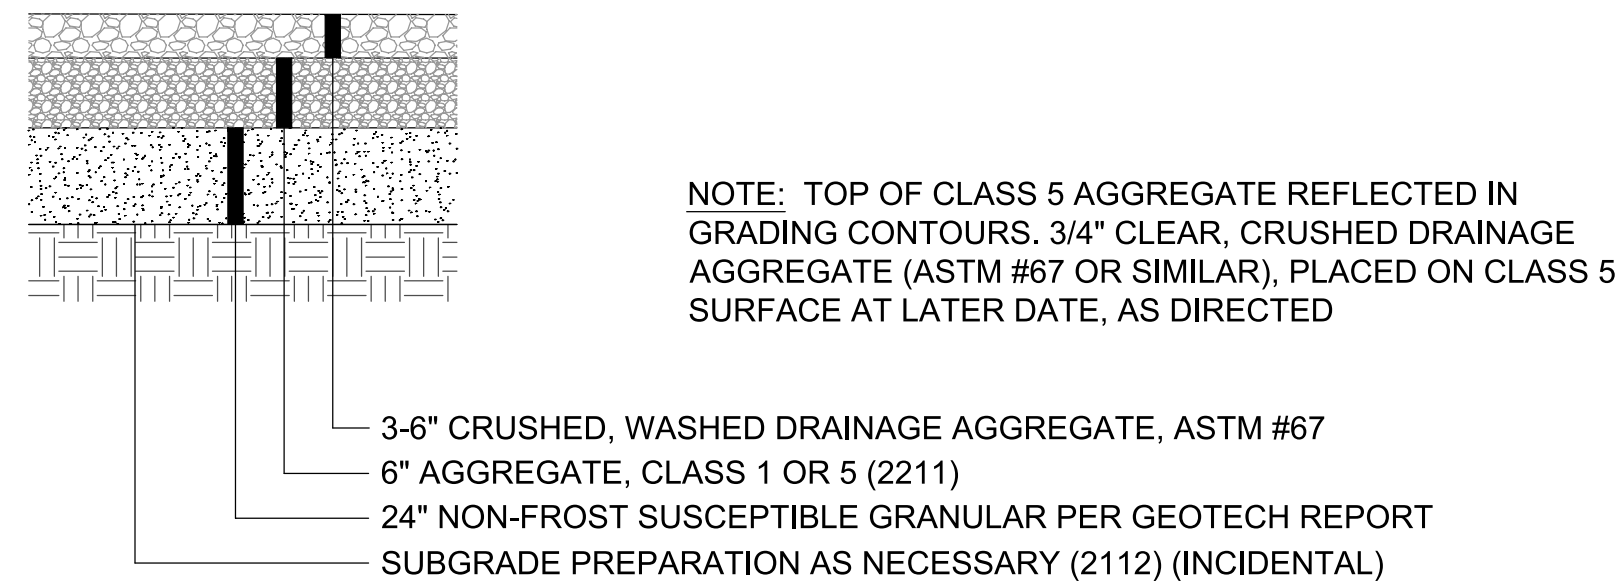 NOTE: TOP OF CLASS 5 AGGREGATE REFLECTED IN
GRADING CONTOURS. 3/4" CLEAR, CRUSHED DRAINAGE
AGGREGATE (ASTM #67 OR SIMILAR), PLACED ON CLASS 5
SURFACE AT LATER DATE, AS DIRECTED
3-6" CRUSHED, WASHED DRAINAGE AGGREGATE, ASTM #67
6" AGGREGATE, CLASS 1 OR 5 (2211)
24" NON-FROST SUSCEPTIBLE GRANULAR PER GEOTECH REPORT
SUBGRADE PREPARATION AS NECESSARY (2112) (INCIDENTAL)